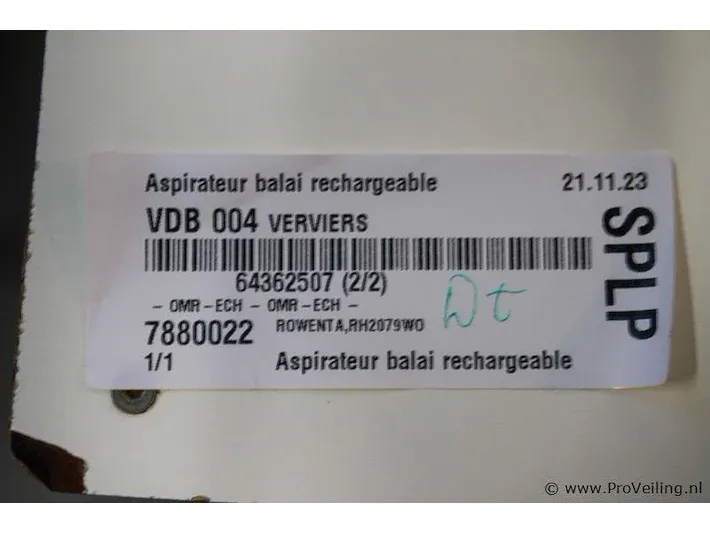 Aspirateur balai rechargeable 21.11.23
VDB 004 VERVIERS
SPLP
64362507 (2/2)
- OMR-ECH - OMR-ECH -
Dt
7880022 ROWENTA,RH2079WO
1/1 Aspirateur balai rechargeable
© www.ProVeiling.nl